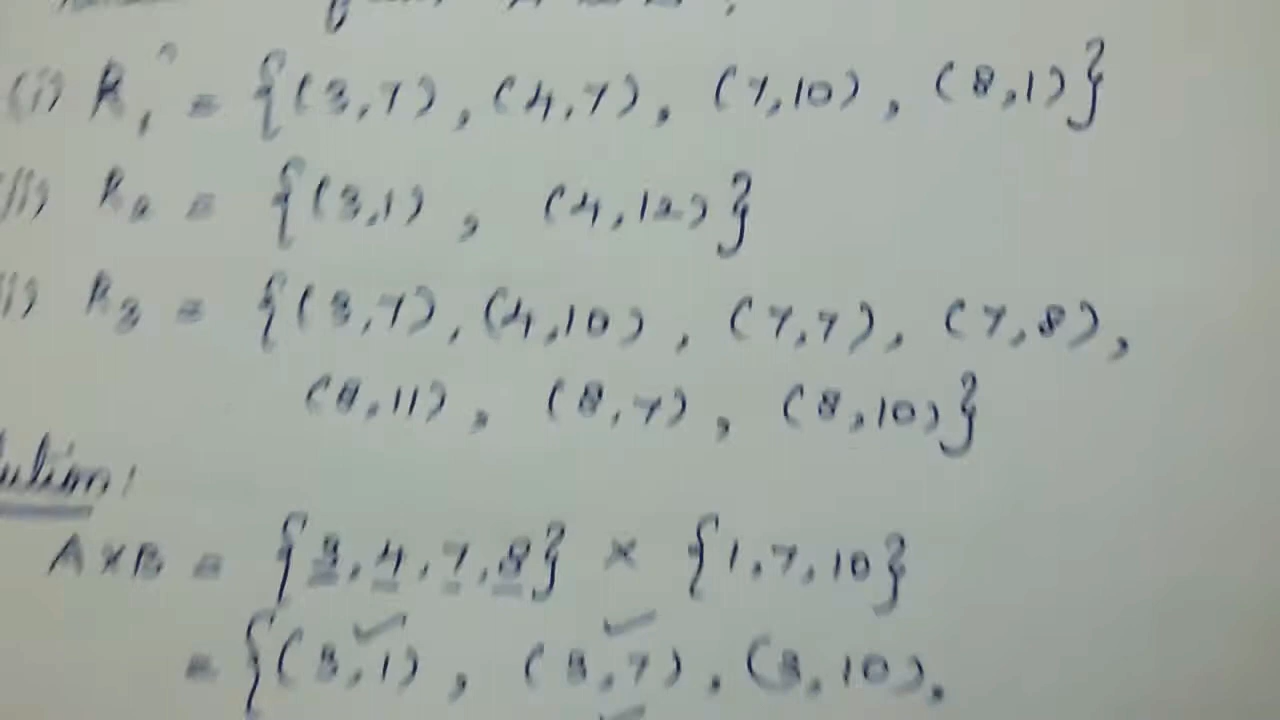 (i) R₁ = {(3,7), (4,7), (7,10), (8,1)}
(ii) R₂ = {(3,1), (4,12)}
R₃ = {(3,7), (4,10), (7,7), (7,8),
(8,11), (8,7), (8,10)}
A×B = {3,4,7,8} × {1,7,10}
= {(3,1), (3,7), (3,10),